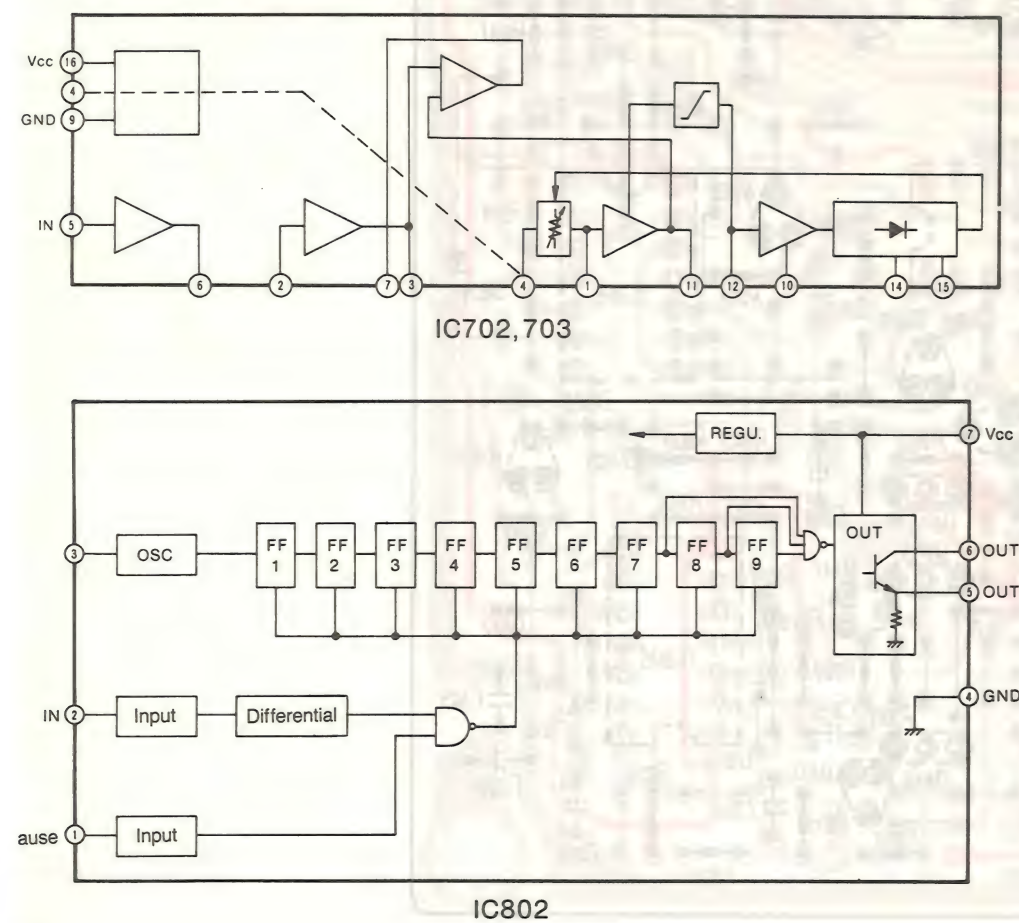 Vcc 16
4
GND 9
IN 5
6 2 7 3 4 1 11 12 10 14 15
IC702,703
REGU. 7 Vcc
3 OSC FF 1 FF 2 FF 3 FF 4 FF 5 FF 6 FF 7 FF 8 FF 9 OUT
6 OUT
5 OUT
IN 2 Input Differential 4 GND
ause 1 Input
IC802